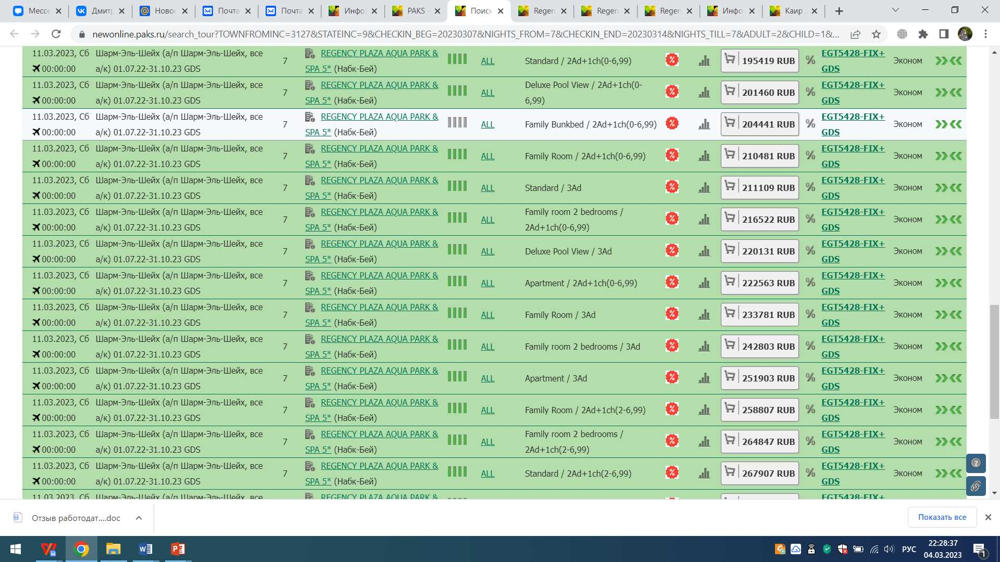 Мессе
Дмитр
Новос
Почта
Почта
Инфор
PAKS -
Поиск
Regen
Regen
Regen
Инфо
Каир
newonline.paks.ru/search_tour?TOWNFROMINC=3127&STATEINC=9&CHECKIN_BEG=20230307&NIGHTS_FROM=7&CHECKIN_END=20230314&NIGHTS_TILL=7&ADULT=2&CHILD=1&...
11.03.2023, Сб Шарм-Эль-Шейх (а/п Шарм-Эль-Шейх, все REGENCY PLAZA AQUA PARK & EGT5428-FIX+
7 ALL Standard / 2Ad+1ch(0-6,99) % 195419 RUB % Эконом
00:00:00 а/к) 01.07.22-31.10.23 GDS SPA 5* (Набк-Бей) GDS
11.03.2023, Сб Шарм-Эль-Шейх (а/п Шарм-Эль-Шейх, все REGENCY PLAZA AQUA PARK & Deluxe Pool View / 2Ad+1ch(0- EGT5428-FIX+
7 ALL % 201460 RUB % Эконом
00:00:00 а/к) 01.07.22-31.10.23 GDS SPA 5* (Набк-Бей) 6,99) GDS
11.03.2023, Сб Шарм-Эль-Шейх (а/п Шарм-Эль-Шейх, все REGENCY PLAZA AQUA PARK & EGT5428-FIX+
7 ALL Family Bunkbed / 2Ad+1ch(0-6,99) % 204441 RUB % Эконом
00:00:00 а/к) 01.07.22-31.10.23 GDS SPA 5* (Набк-Бей) GDS
11.03.2023, Сб Шарм-Эль-Шейх (а/п Шарм-Эль-Шейх, все REGENCY PLAZA AQUA PARK & EGT5428-FIX+
7 ALL Family Room / 2Ad+1ch(0-6,99) % 210481 RUB % Эконом
00:00:00 а/к) 01.07.22-31.10.23 GDS SPA 5* (Набк-Бей) GDS
11.03.2023, Сб Шарм-Эль-Шейх (а/п Шарм-Эль-Шейх, все REGENCY PLAZA AQUA PARK & EGT5428-FIX+
7 ALL Standard / 3Ad % 211109 RUB % Эконом
00:00:00 а/к) 01.07.22-31.10.23 GDS SPA 5* (Набк-Бей) GDS
11.03.2023, Сб Шарм-Эль-Шейх (а/п Шарм-Эль-Шейх, все REGENCY PLAZA AQUA PARK & Family room 2 bedrooms / EGT5428-FIX+
7 ALL % 216522 RUB % Эконом
00:00:00 а/к) 01.07.22-31.10.23 GDS SPA 5* (Набк-Бей) 2Ad+1ch(0-6,99) GDS
11.03.2023, Сб Шарм-Эль-Шейх (а/п Шарм-Эль-Шейх, все REGENCY PLAZA AQUA PARK & EGT5428-FIX+
7 ALL Deluxe Pool View / 3Ad % 220131 RUB % Эконом
00:00:00 а/к) 01.07.22-31.10.23 GDS SPA 5* (Набк-Бей) GDS
11.03.2023, Сб Шарм-Эль-Шейх (а/п Шарм-Эль-Шейх, все REGENCY PLAZA AQUA PARK & EGT5428-FIX+
7 ALL Apartment / 2Ad+1ch(0-6,99) % 222563 RUB % Эконом
00:00:00 а/к) 01.07.22-31.10.23 GDS SPA 5* (Набк-Бей) GDS
11.03.2023, Сб Шарм-Эль-Шейх (а/п Шарм-Эль-Шейх, все REGENCY PLAZA AQUA PARK & EGT5428-FIX+
7 ALL Family Room / 3Ad % 233781 RUB % Эконом
00:00:00 а/к) 01.07.22-31.10.23 GDS SPA 5* (Набк-Бей) GDS
11.03.2023, Сб Шарм-Эль-Шейх (а/п Шарм-Эль-Шейх, все REGENCY PLAZA AQUA PARK & EGT5428-FIX+
7 ALL Family room 2 bedrooms / 3Ad % 242803 RUB % Эконом
00:00:00 а/к) 01.07.22-31.10.23 GDS SPA 5* (Набк-Бей) GDS
11.03.2023, Сб Шарм-Эль-Шейх (а/п Шарм-Эль-Шейх, все REGENCY PLAZA AQUA PARK & EGT5428-FIX+
7 ALL Apartment / 3Ad % 251903 RUB % Эконом
00:00:00 а/к) 01.07.22-31.10.23 GDS SPA 5* (Набк-Бей) GDS
11.03.2023, Сб Шарм-Эль-Шейх (а/п Шарм-Эль-Шейх, все REGENCY PLAZA AQUA PARK & EGT5428-FIX+
7 ALL Family Room / 2Ad+1ch(2-6,99) % 258807 RUB % Эконом
00:00:00 а/к) 01.07.22-31.10.23 GDS SPA 5* (Набк-Бей) GDS
11.03.2023, Сб Шарм-Эль-Шейх (а/п Шарм-Эль-Шейх, все REGENCY PLAZA AQUA PARK & Family room 2 bedrooms / EGT5428-FIX+
7 ALL % 264847 RUB % Эконом
00:00:00 а/к) 01.07.22-31.10.23 GDS SPA 5* (Набк-Бей) 2Ad+1ch(2-6,99) GDS
11.03.2023, Сб Шарм-Эль-Шейх (а/п Шарм-Эль-Шейх, все REGENCY PLAZA AQUA PARK & EGT5428-FIX+
7 ALL Standard / 2Ad+1ch(2-6,99) % 267907 RUB % Эконом
00:00:00 а/к) 01.07.22-31.10.23 GDS SPA 5* (Набк-Бей) GDS
11.03.2023, Сб Шарм-Эль-Шейх (а/п Шарм-Эль-Шейх, все REGENCY PLAZA AQUA PARK & EGT5428-FIX+
Отзыв работодат....doc
Показать все
РУС
22:28:37
04.03.2023
1